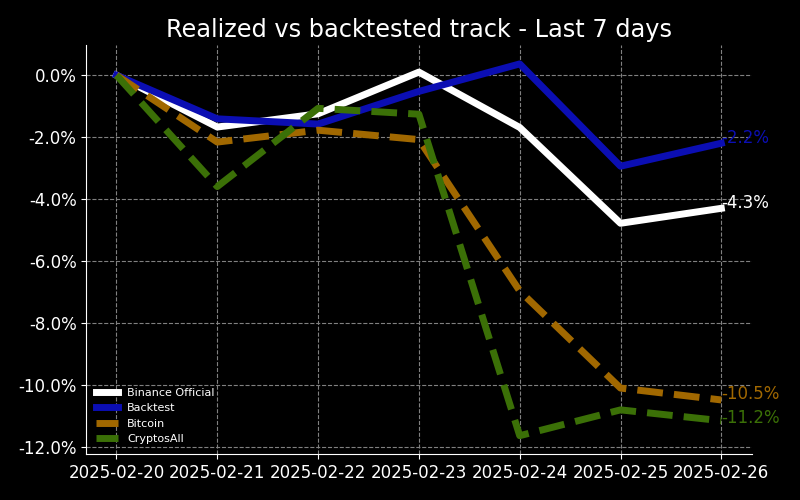 Realized vs backtested track - Last 7 days
0.0%
-2.0%
-4.0%
-6.0%
-8.0%
-10.0%
-12.0%
-2.2%
-4.3%
-10.5%
-11.2%
Binance Official
Backtest
Bitcoin
CryptosAll
2025-02-20 2025-02-21 2025-02-22 2025-02-23 2025-02-24 2025-02-25 2025-02-26